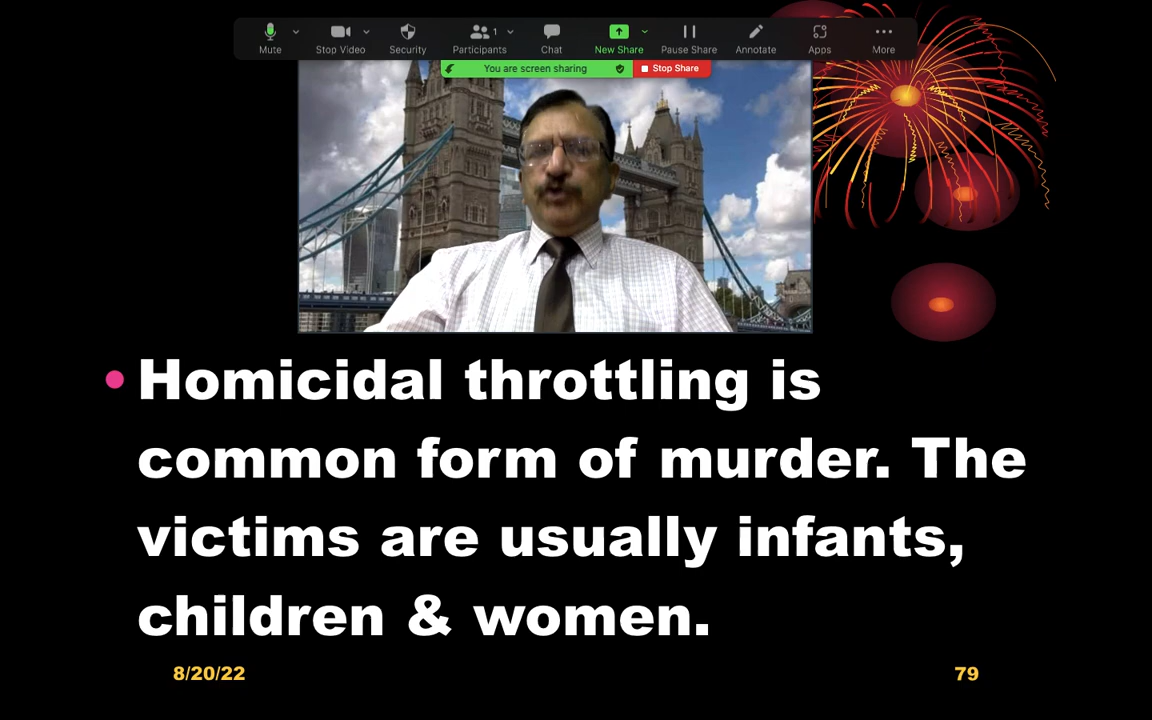 Mute
Stop Video
Security
Participants
1
Chat
New Share
Pause Share
Annotate
Apps
More
You are screen sharing
Stop Share
Homicidal throttling is
common form of murder. The
victims are usually infants,
children & women.
8/20/22
79